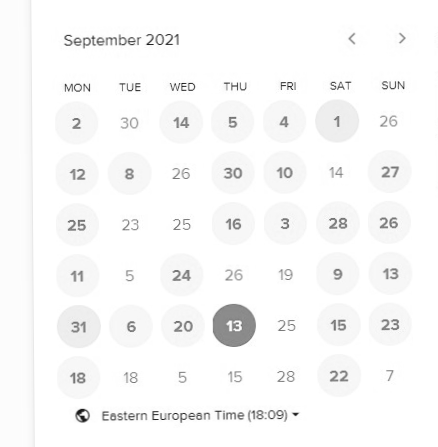 September 2021 < >
MON TUE WED THU FRI SAT SUN
2 30 14 5 4 1 26
12 8 26 30 10 14 27
25 23 25 16 3 28 26
11 5 24 26 19 9 13
31 6 20 13 25 15 23
18 18 5 15 28 22 7
Eastern European Time (18:09)